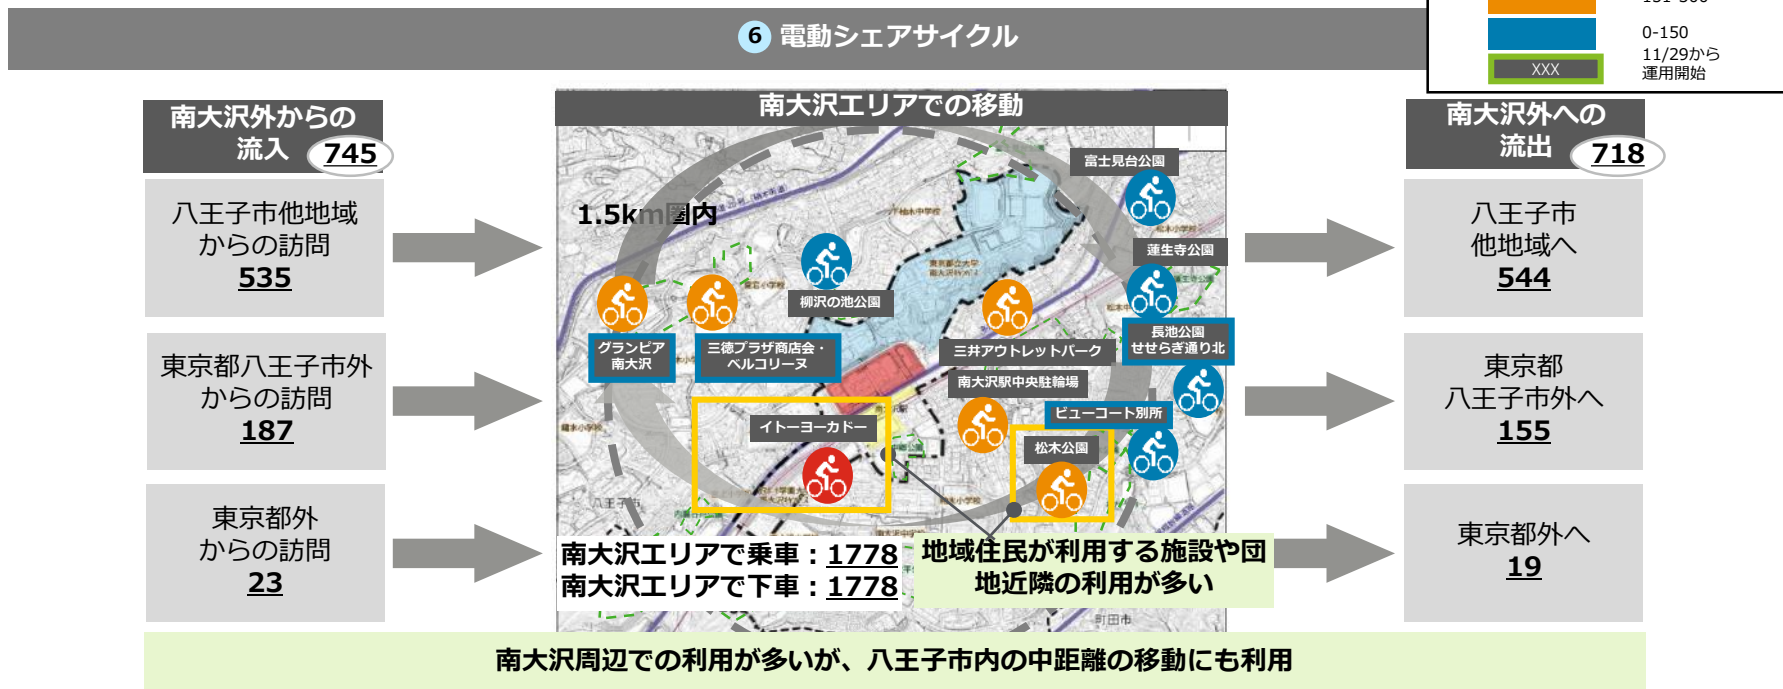 6 電動シェアサイクル
0-150
11/29から
運用開始
XXX
南大沢外からの
流入 745
八王子市他地域
からの訪問
535
東京都八王子市外
からの訪問
187
東京都外
からの訪問
23
南大沢エリアでの移動
1.5km圏内
富士見台公園
蓮生寺公園
柳沢の池公園
長池公園
せせらぎ通り北
グランピア
南大沢
三徳プラザ商店会・
ベルコリーヌ
三井アウトレットパーク
南大沢駅中央駐輪場
ビューコート別所
イトーヨーカドー
松木公園
南大沢エリアで乗車：1778
南大沢エリアで下車：1778
地域住民が利用する施設や団
地近隣の利用が多い
町田市
南大沢外への
流出 718
八王子市
他地域へ
544
東京都
八王子市外へ
155
東京都外へ
19
南大沢周辺での利用が多いが、八王子市内の中距離の移動にも利用